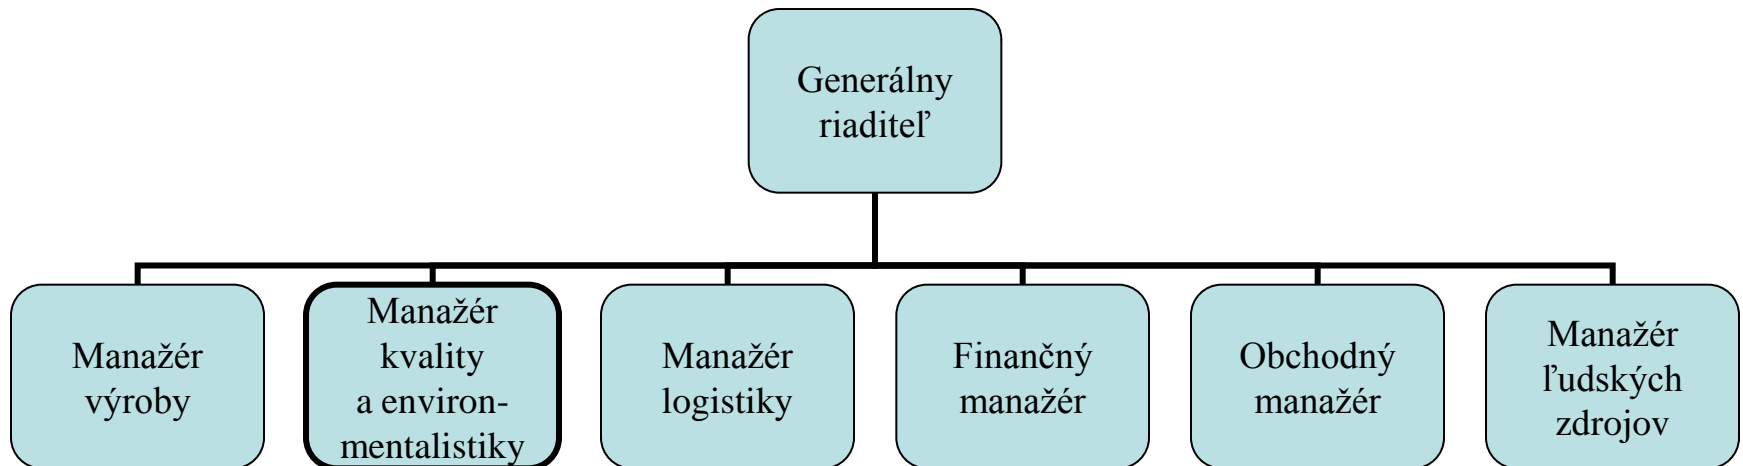 Generálny
riaditeľ
Manažér
výroby
Manažér
kvality
a environ-
mentalistiky
Manažér
logistiky
Finančný
manažér
Obchodný
manažér
Manažér
ľudských
zdrojov